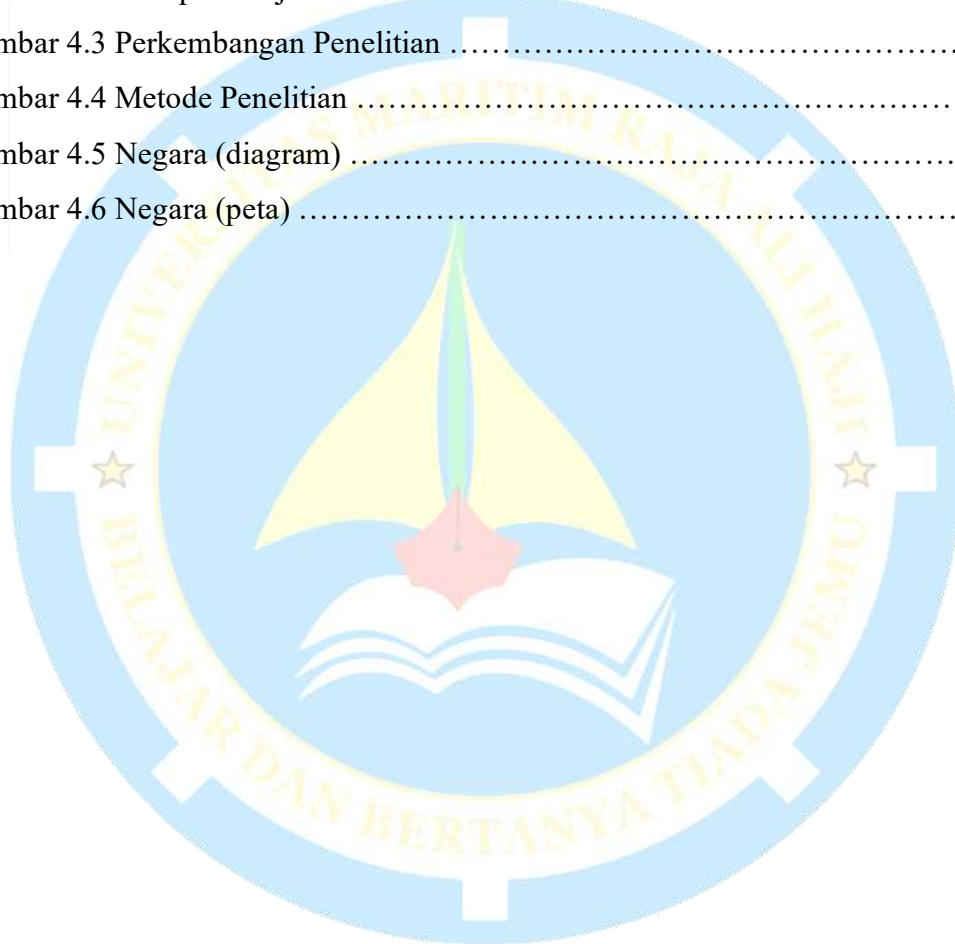 mbar 4.3 Perkembangan Penelitian ……………………………………………
mbar 4.4 Metode Penelitian ……………………………………………………
mbar 4.5 Negara (diagram) ……………………………………………………
mbar 4.6 Negara (peta) …………………………………………………………
UNIVERSITAS MARITIM RAJA ALI HAJI
BELAJAR DAN BERTANYA TIADA JEMU